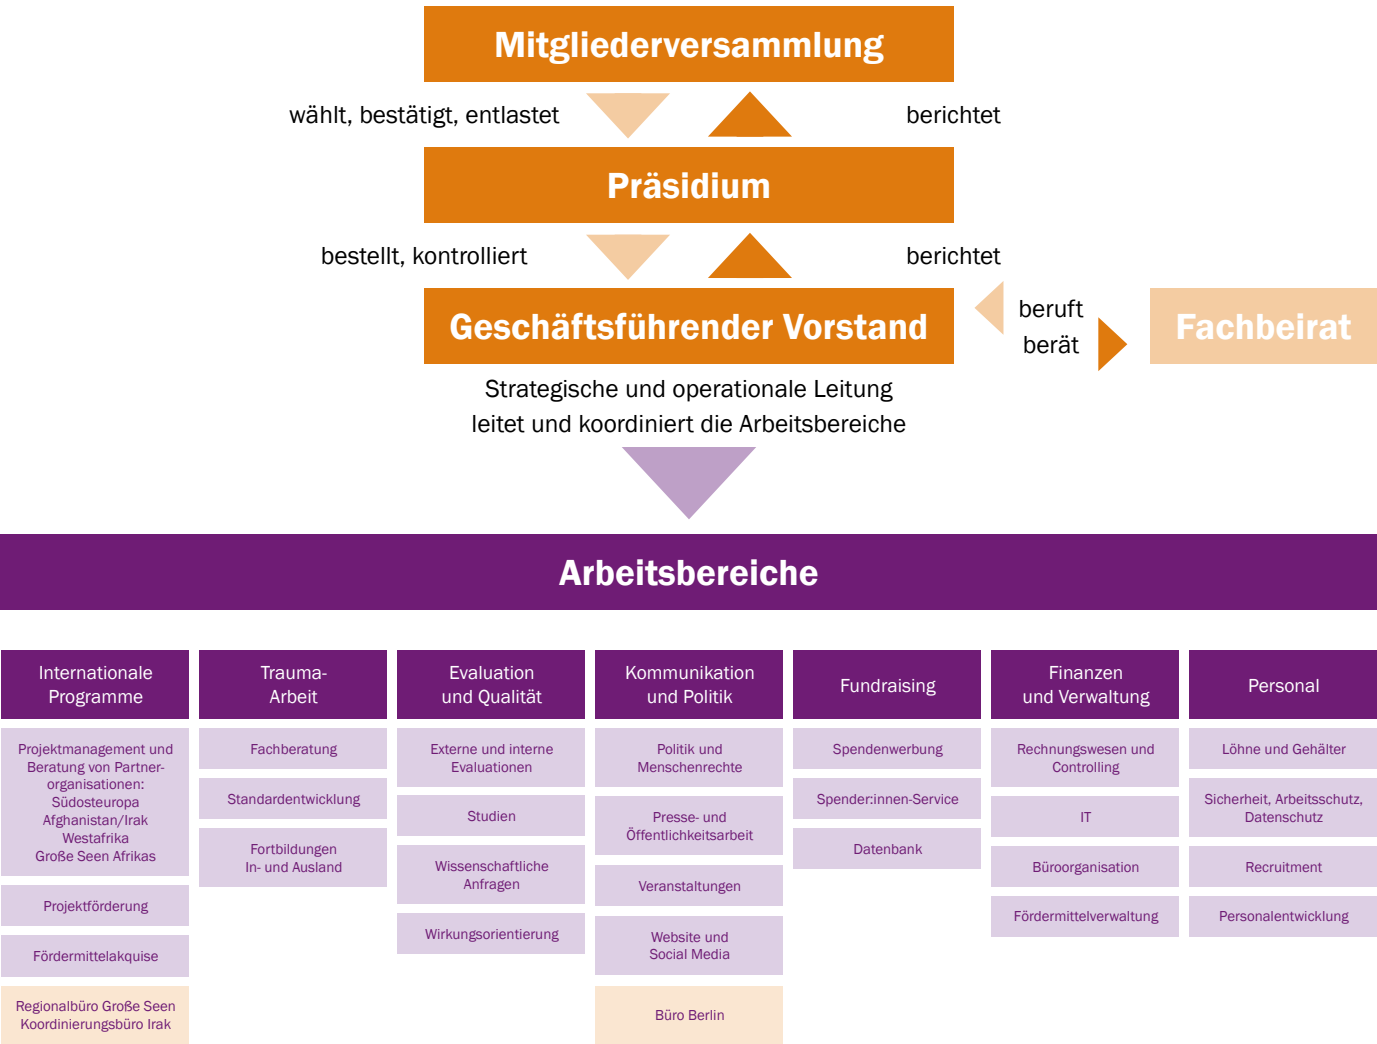 Mitgliederversammlung
wählt, bestätigt, entlastet
berichtet
Präsidium
bestellt, kontrolliert
berichtet
Geschäftsführender Vorstand
beruft
berät
Fachbeirat
Strategische und operationale Leitung
leitet und koordiniert die Arbeitsbereiche
Arbeitsbereiche
Internationale
Programme
Projektmanagement und
Beratung von Partner-
organisationen:
Südosteuropa
Afghanistan/Irak
Westafrika
Große Seen Afrikas
Projektförderung
Fördermittelakquise
Regionalbüro Große Seen
Koordinierungsbüro Irak
Trauma-
Arbeit
Fachberatung
Standardentwicklung
Fortbildungen
In- und Ausland
Evaluation
und Qualität
Externe und interne
Evaluationen
Studien
Wissenschaftliche
Anfragen
Wirkungsorientierung
Kommunikation
und Politik
Politik und
Menschenrechte
Presse- und
Öffentlichkeitsarbeit
Veranstaltungen
Website und
Social Media
Büro Berlin
Fundraising
Spendenwerbung
Spender:innen-Service
Datenbank
Finanzen
und Verwaltung
Rechnungswesen und
Controlling
IT
Büroorganisation
Fördermittelverwaltung
Personal
Löhne und Gehälter
Sicherheit, Arbeitsschutz,
Datenschutz
Recruitment
Personalentwicklung